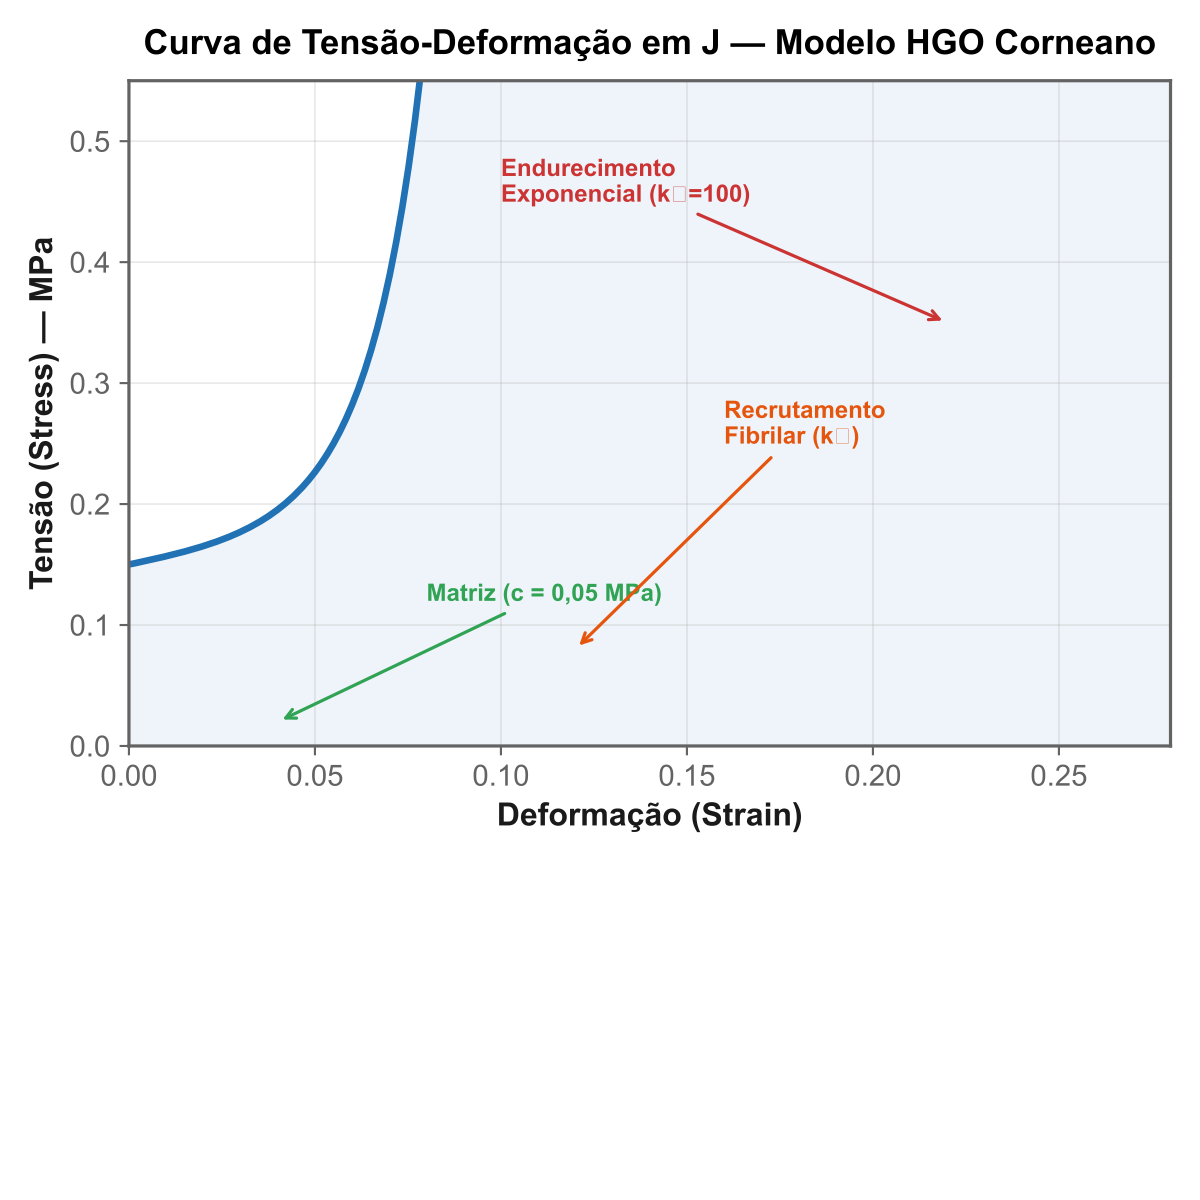 Curva de Tensão-Deformação em J — Modelo HGO Corneano
Tensão (Stress) — MPa
0.5
0.4
0.3
0.2
0.1
0.0
Endurecimento
Exponencial (k□=100)
Recrutamento
Fibrilar (k□)
Matriz (c = 0,05 MPa)
0.00 0.05 0.10 0.15 0.20 0.25
Deformação (Strain)